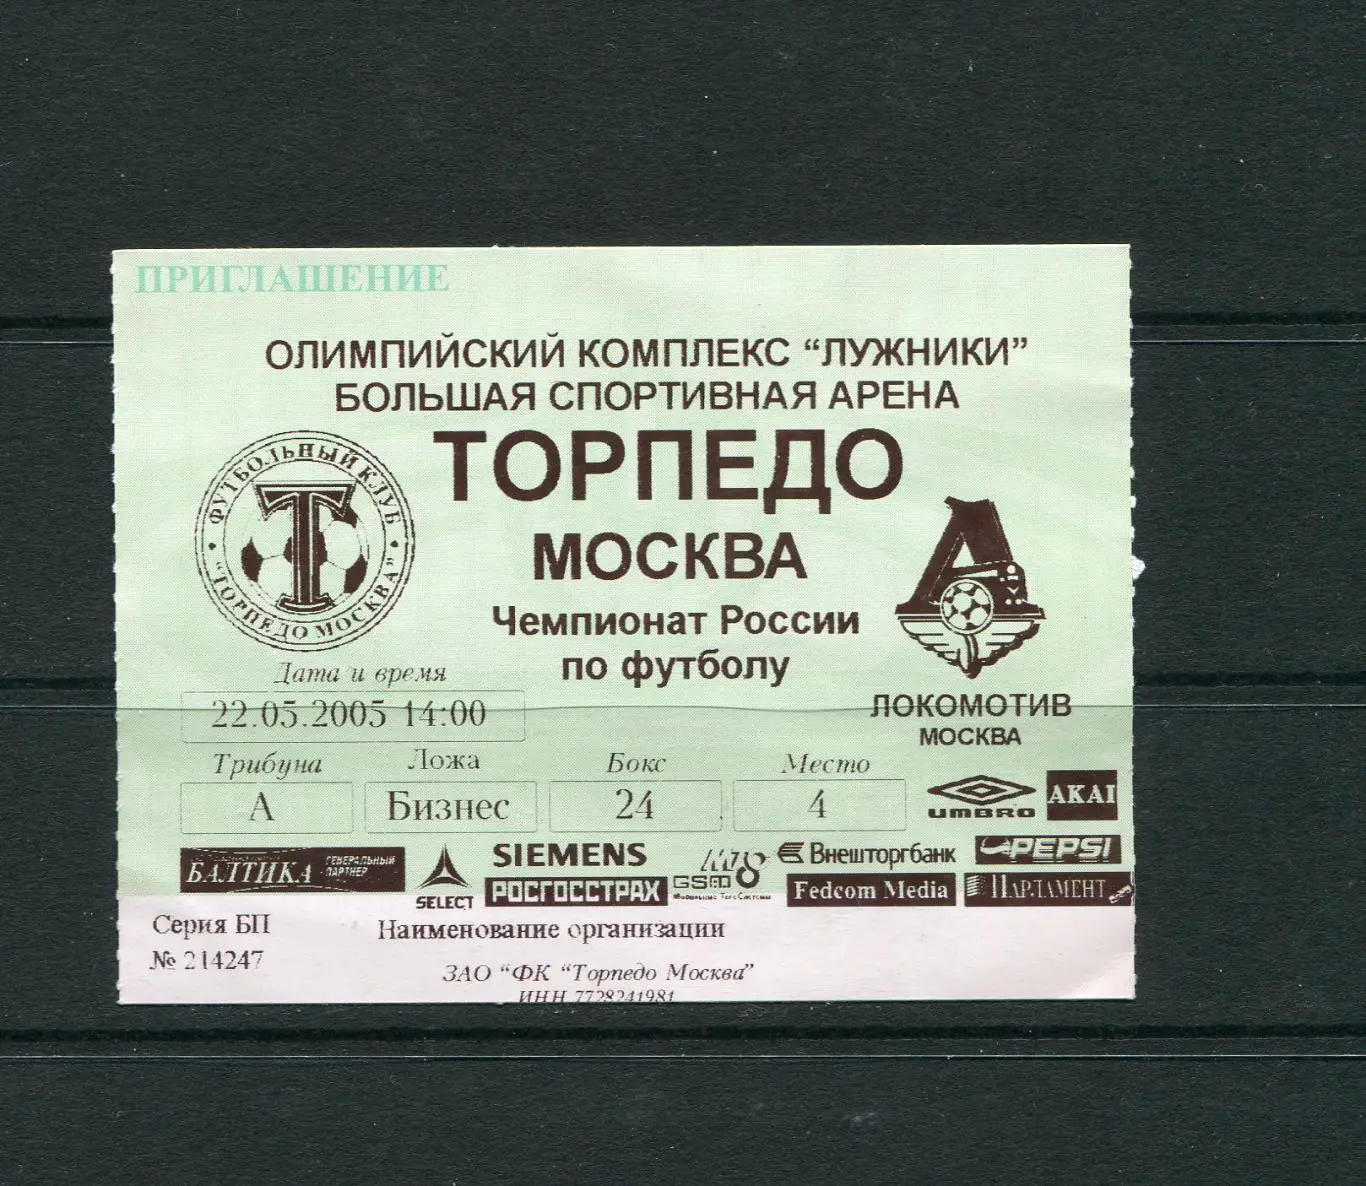 ПРИГЛАШЕНИЕ
ОЛИМПИЙСКИЙ КОМПЛЕКС “ЛУЖНИКИ”
БОЛЬШАЯ СПОРТИВНАЯ АРЕНА
ТОРПЕДО
МОСКВА
Чемпионат России
по футболу
ФУТБОЛЬНЫЙ КЛУБ
“ТОРПЕДО МОСКВА”
Т
ЛОКОМОТИВ
МОСКВА
Дата и время
22.05.2005 14:00
Трибуна Ложа Бокс Место
А Бизнес 24 4
UMBRO AKAI
БАЛТИКА ГЕНЕРАЛЬНЫЙ ПАРТНЕР
SELECT
SIEMENS
РОСГОССТРАХ
GSM
Мобильные ТелеСистемы
Внешторгбанк
PEPSI
Fedcom Media
ПАРЛАМЕНТ
Серия БП
№ 214247
Наименование организации
ЗАО “ФК “Торпедо Москва”
ИНН 7728241981